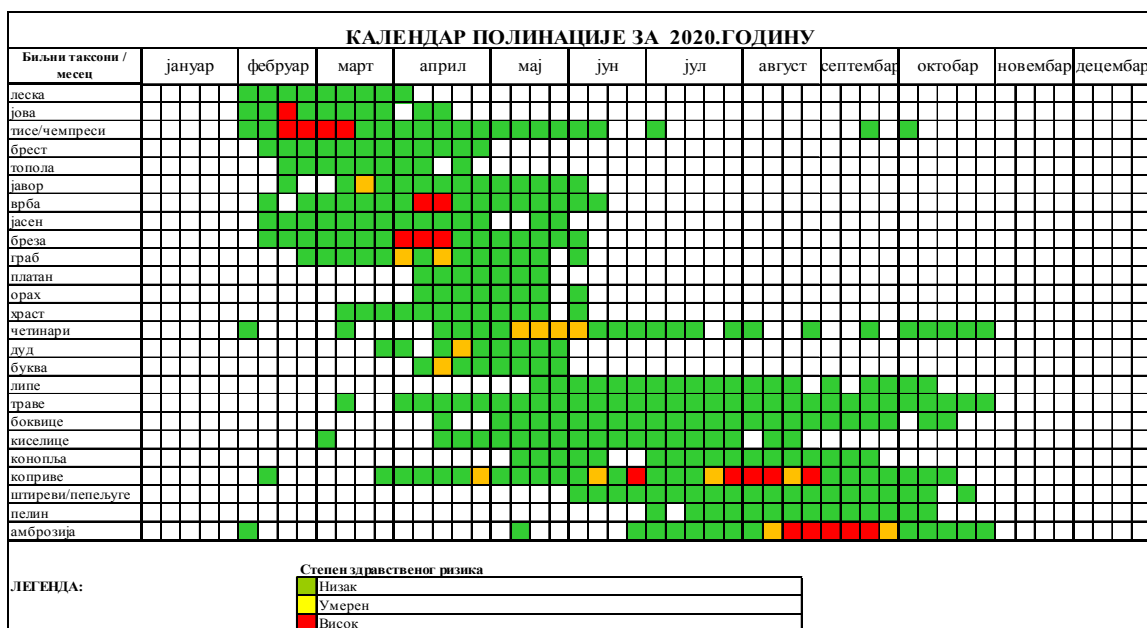 КАЛЕНДАР ПОЛИНАЦИЈЕ ЗА 2020.ГОДИНУ
Биљни таксони / месец јануар фебруар март април мај јун јул август септембар октобар новембар децембар
леска
јова
тисе/чемпреси
брест
топола
јавор
врба
јасен
бреза
граб
платан
орах
храст
четинари
дуд
буква
липе
траве
боквице
киселице
конопља
коприве
штиреви/пепељуге
пелин
амброзија
Степен здравственог ризика
ЛЕГЕНДА: Низак
Умерен
Висок